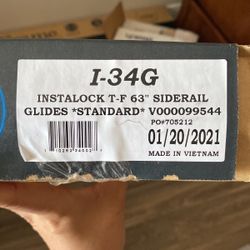 I-34G
INSTALOCK T-F 63" SIDERAIL
GLIDES *STANDARD* V000099544
PO#705212
01/20/2021
MADE IN VIETNAM